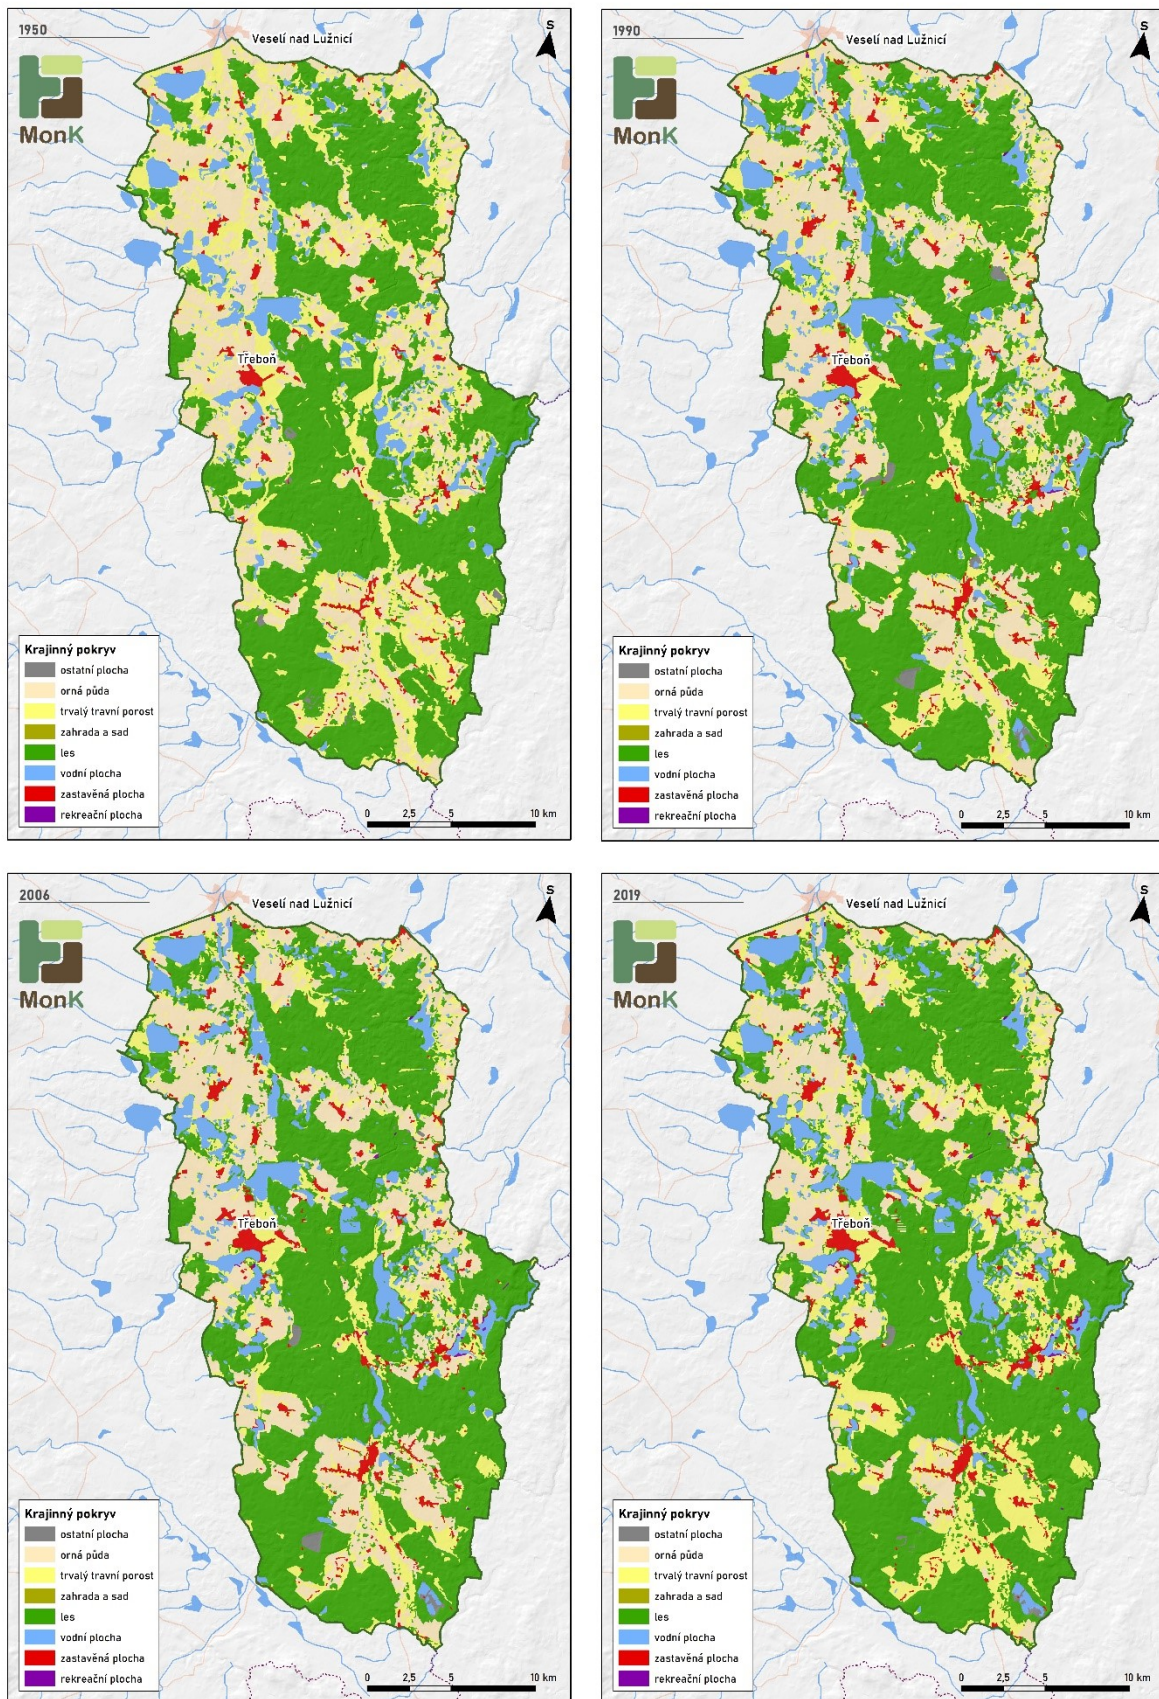 1950
Veselí nad Lužnicí
S
MonK
Třeboň
Krajinný pokryv
ostatní plocha
orná půda
trvalý travní porost
zahrada a sad
les
vodní plocha
zastavěná plocha
rekreační plocha
0 2,5 5 10 km
1990
Veselí nad Lužnicí
S
MonK
Třeboň
Krajinný pokryv
ostatní plocha
orná půda
trvalý travní porost
zahrada a sad
les
vodní plocha
zastavěná plocha
rekreační plocha
0 2,5 5 10 km
2006
Veselí nad Lužnicí
S
MonK
Třeboň
Krajinný pokryv
ostatní plocha
orná půda
trvalý travní porost
zahrada a sad
les
vodní plocha
zastavěná plocha
rekreační plocha
0 2,5 5 10 km
2019
Veselí nad Lužnicí
S
MonK
Třeboň
Krajinný pokryv
ostatní plocha
orná půda
trvalý travní porost
zahrada a sad
les
vodní plocha
zastavěná plocha
rekreační plocha
0 2,5 5 10 km